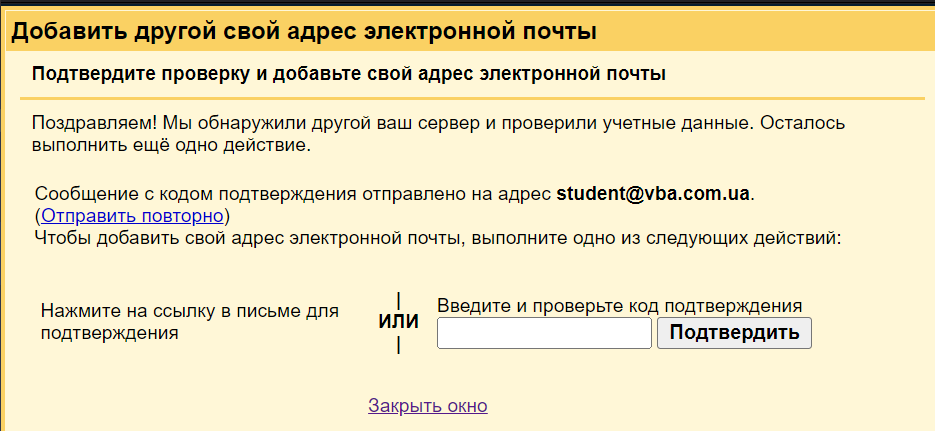 Добавить другой свой адрес электронной почты
Подтвердите проверку и добавьте свой адрес электронной почты
Поздравляем! Мы обнаружили другой ваш сервер и проверили учетные данные. Осталось
выполнить ещё одно действие.
Сообщение с кодом подтверждения отправлено на адрес student@vba.com.ua.
(Отправить повторно)
Чтобы добавить свой адрес электронной почты, выполните одно из следующих действий:
Нажмите на ссылку в письме для
подтверждения
|
ИЛИ
|
Введите и проверьте код подтверждения
Подтвердить
Закрыть окно